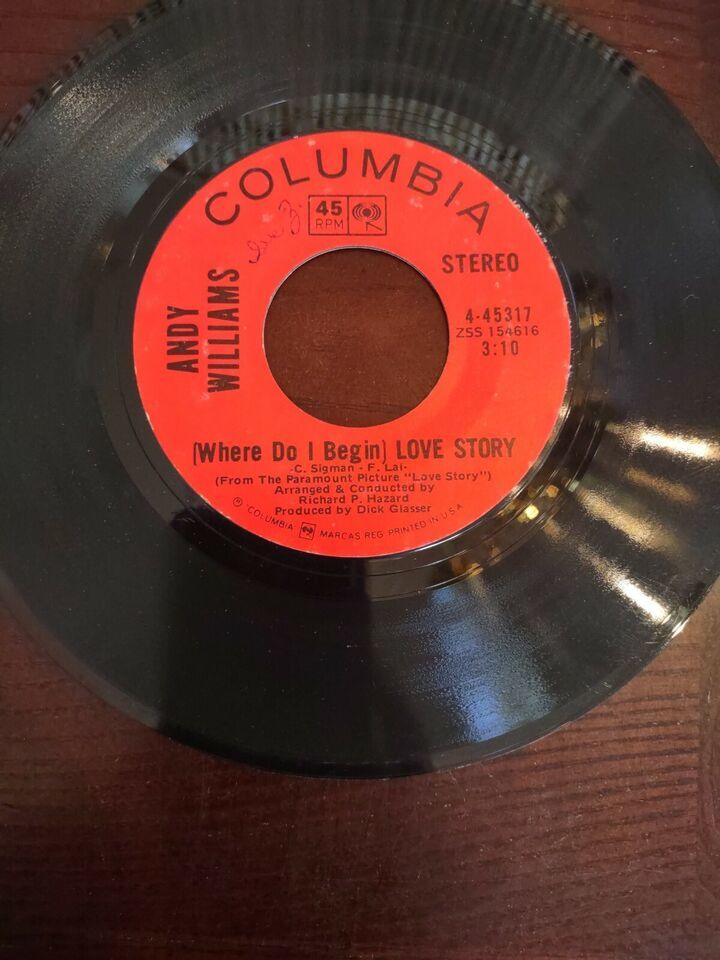 COLUMBIA
45
RPM
STEREO
ANDY
WILLIAMS
4-45317
ZSS 154616
3:10
(Where Do I Begin) LOVE STORY
-C. Sigman - F. Lai-
(From The Paramount Picture "Love Story")
Arranged & Conducted by
Richard P. Hazard
Produced by Dick Glasser
℗ COLUMBIA MARCAS REG. PRINTED IN U.S.A.